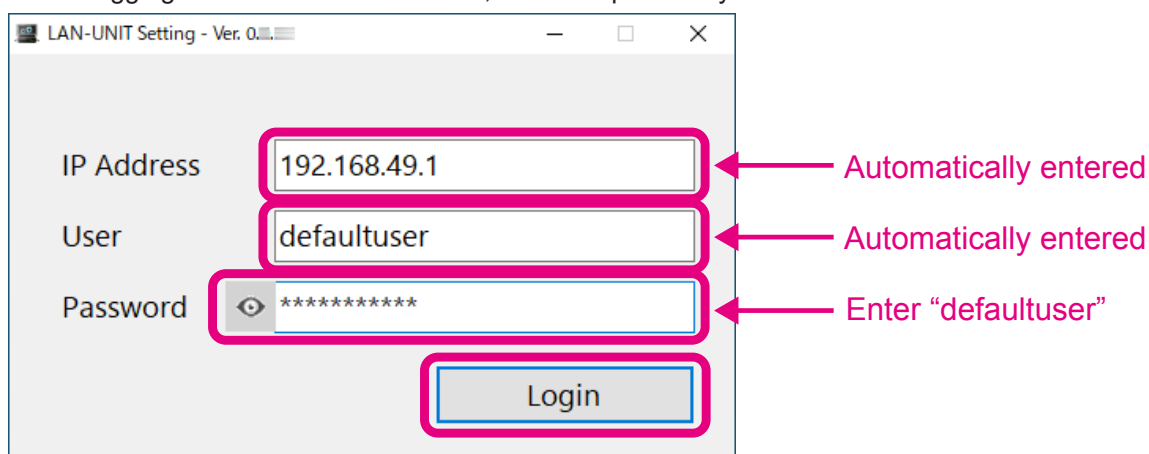 LAN-UNIT Setting - Ver. 0.
IP Address 192.168.49.1 Automatically entered
User defaultuser Automatically entered
Password *********** Enter “defaultuser”
Login